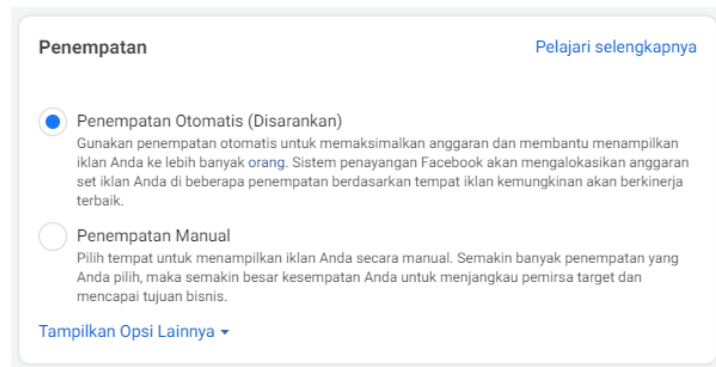 Penempatan
Pelajari selengkapnya
Penempatan Otomatis (Disarankan)
Gunakan penempatan otomatis untuk memaksimalkan anggaran dan membantu menampilkan
iklan Anda ke lebih banyak orang. Sistem penayangan Facebook akan mengalokasikan anggaran
set iklan Anda di beberapa penempatan berdasarkan tempat iklan kemungkinan akan berkinerja
terbaik.
Penempatan Manual
Pilih tempat untuk menampilkan iklan Anda secara manual. Semakin banyak penempatan yang
Anda pilih, maka semakin besar kesempatan Anda untuk menjangkau pemirsa target dan
mencapai tujuan bisnis.
Tampilkan Opsi Lainnya